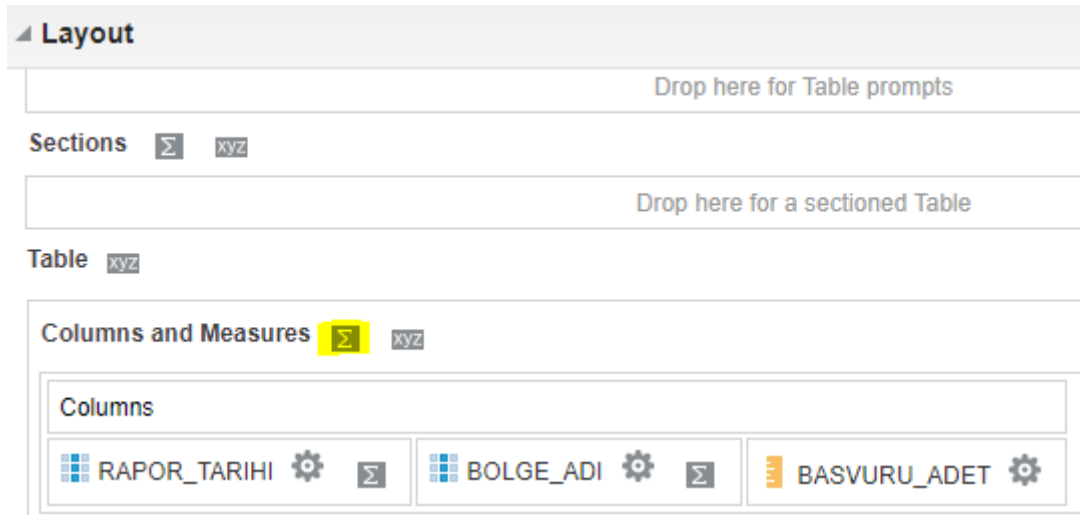 Layout
Drop here for Table prompts
Sections Σ xyz
Drop here for a sectioned Table
Table xyz
Columns and Measures Σ xyz
Columns
RAPOR_TARIHI Σ BOLGE_ADI Σ BASVURU_ADET